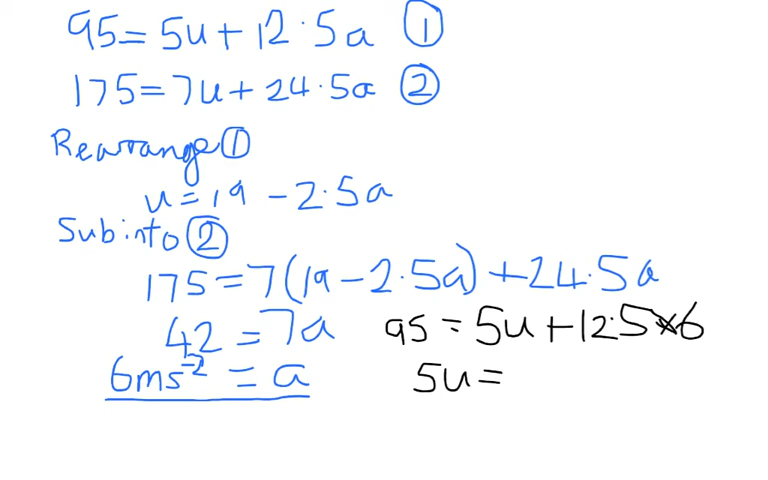 95 = 5u + 12.5a ①
175 = 7u + 24.5a ②
Rearrange ①
u = 19 - 2.5a
Sub into ②
175 = 7(19 - 2.5a) + 24.5a
42 = 7a
6ms⁻² = a
95 = 5u + 12.5 × 6
5u =